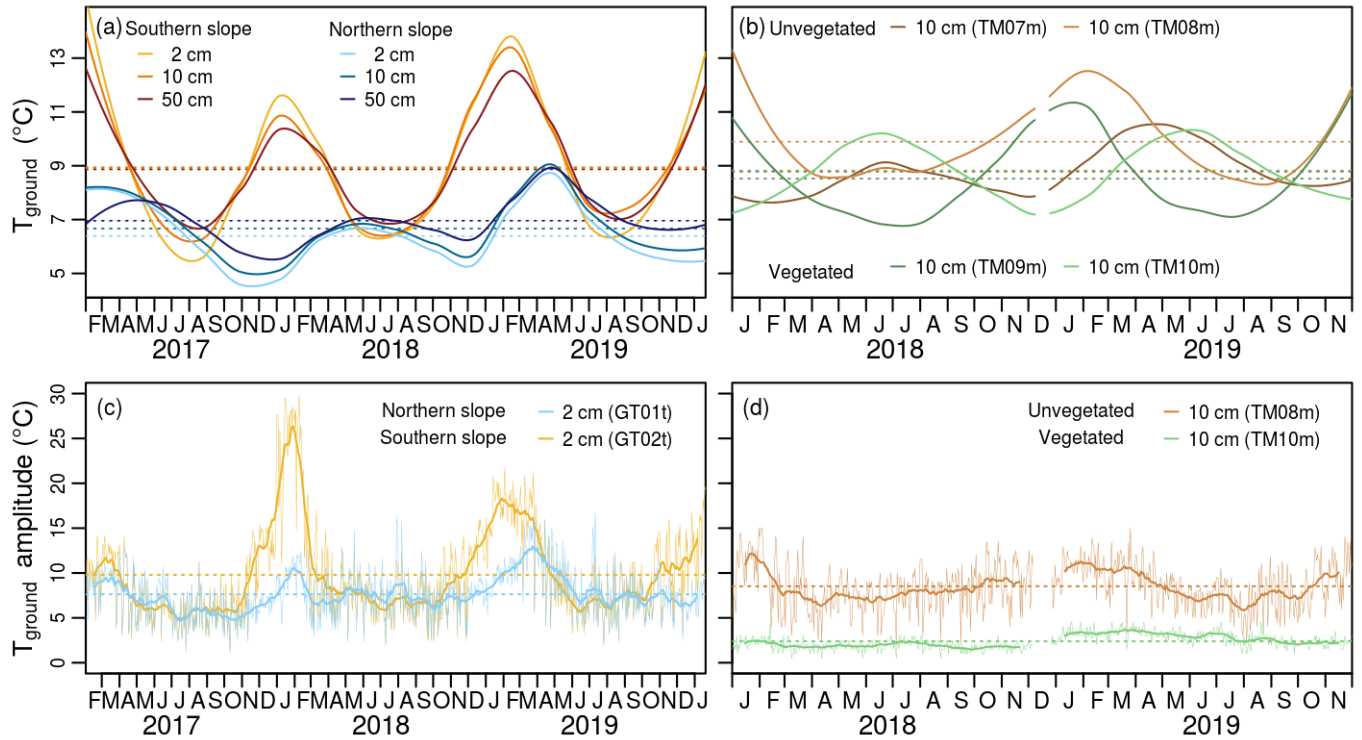 (a) Southern slope Northern slope
2 cm 2 cm
10 cm 10 cm
50 cm 50 cm
T ground (°C)
13
11
9
7
5
FMAMJJASONDJFMAMJJASONDJFMAMJJASONDJ
2017 2018 2019
(b) Unvegetated 10 cm (TM07m) 10 cm (TM08m)
Vegetated 10 cm (TM09m) 10 cm (TM10m)
J F M A M J J A S O N D J F M A M J J A S O N
2018 2019
(c) Northern slope 2 cm (GT01t)
Southern slope 2 cm (GT02t)
T ground amplitude (°C)
30
25
20
15
10
5
0
FMAMJJASONDJFMAMJJASONDJFMAMJJASONDJ
2017 2018 2019
(d) Unvegetated 10 cm (TM08m)
Vegetated 10 cm (TM10m)
J F M A M J J A S O N D J F M A M J J A S O N
2018 2019